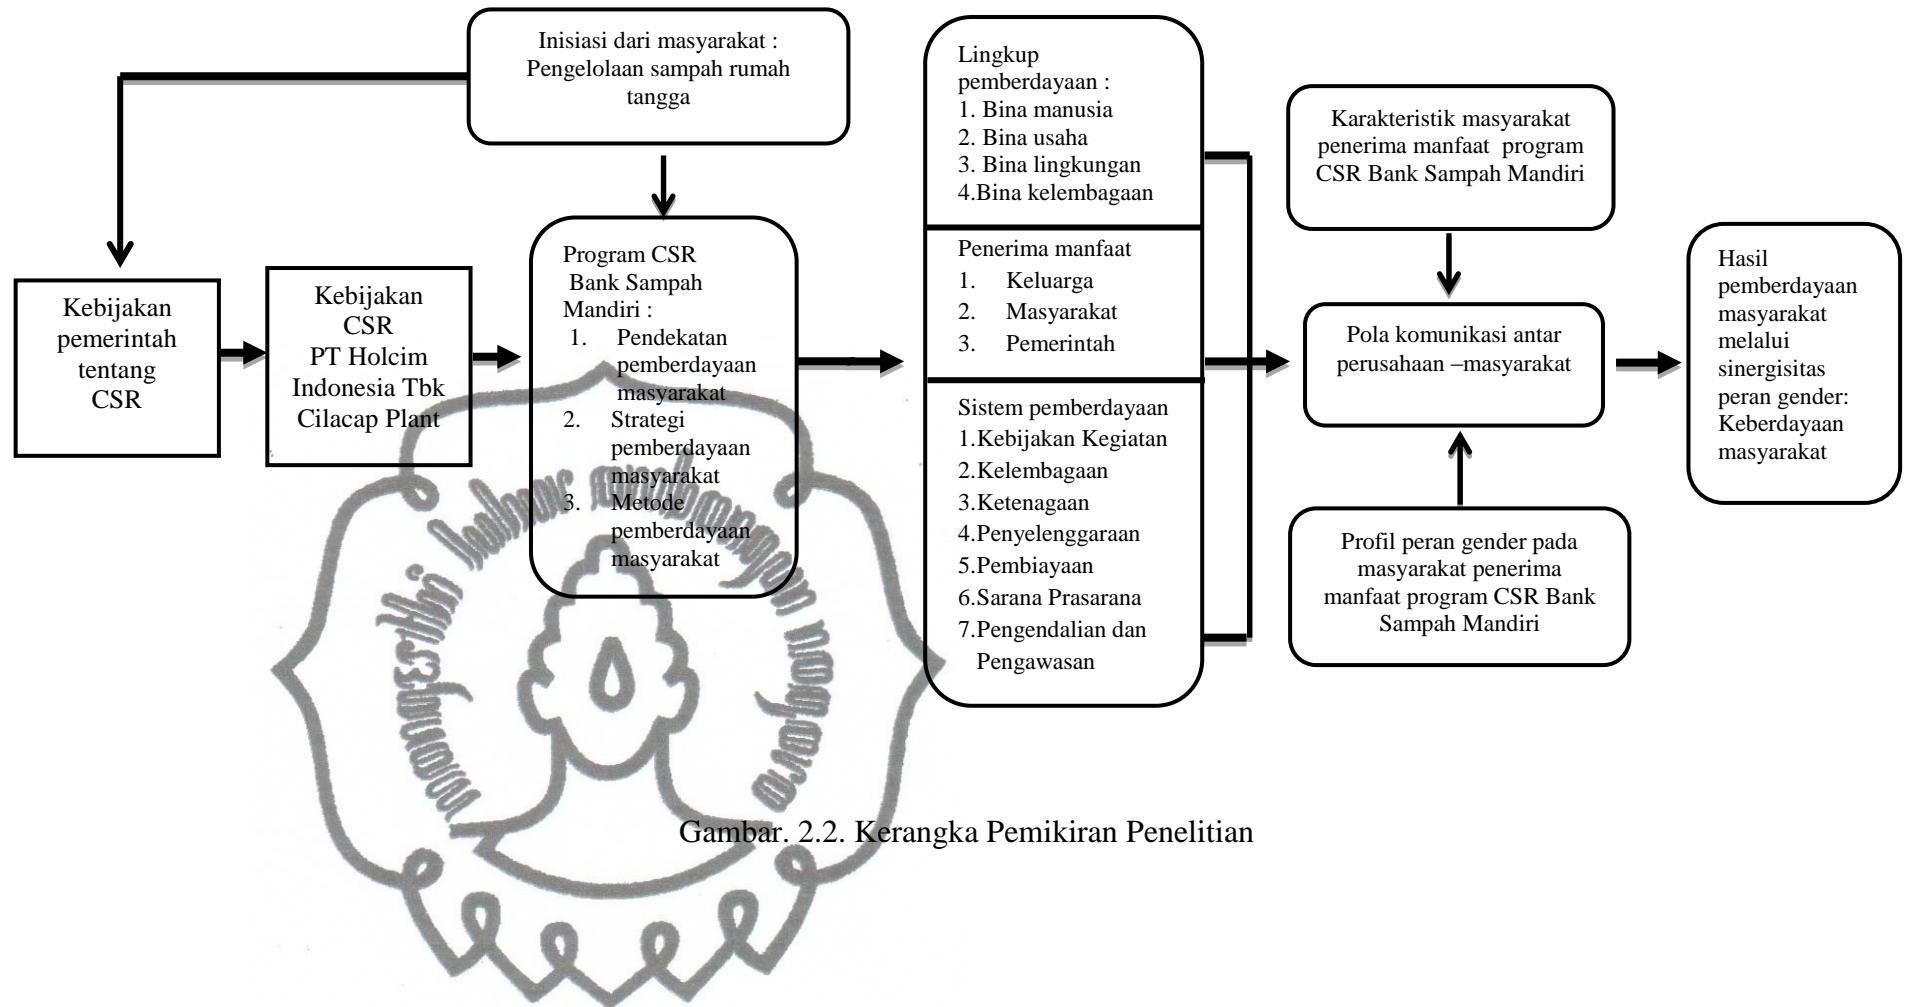 Inisiasi dari masyarakat :
Pengelolaan sampah rumah
tangga
Kebijakan
pemerintah
tentang
CSR
Kebijakan
CSR
PT Holcim
Indonesia Tbk
Cilacap Plant
Program CSR
Bank Sampah
Mandiri :
1. Pendekatan
pemberdayaan
masyarakat
2. Strategi
pemberdayaan
masyarakat
3. Metode
pemberdayaan
masyarakat
Lingkup
pemberdayaan :
1. Bina manusia
2. Bina usaha
3. Bina lingkungan
4.Bina kelembagaan
Penerima manfaat
1. Keluarga
2. Masyarakat
3. Pemerintah
Sistem pemberdayaan
1.Kebijakan Kegiatan
2.Kelembagaan
3.Ketenagaan
4.Penyelenggaraan
5.Pembiayaan
6.Sarana Prasarana
7.Pengendalian dan
Pengawasan
Karakteristik masyarakat
penerima manfaat program
CSR Bank Sampah Mandiri
Pola komunikasi antar
perusahaan –masyarakat
Profil peran gender pada
masyarakat penerima
manfaat program CSR Bank
Sampah Mandiri
Hasil
pemberdayaan
masyarakat
melalui
sinergisitas
peran gender:
Keberdayaan
masyarakat
Gambar. 2.2. Kerangka Pemikiran Penelitian